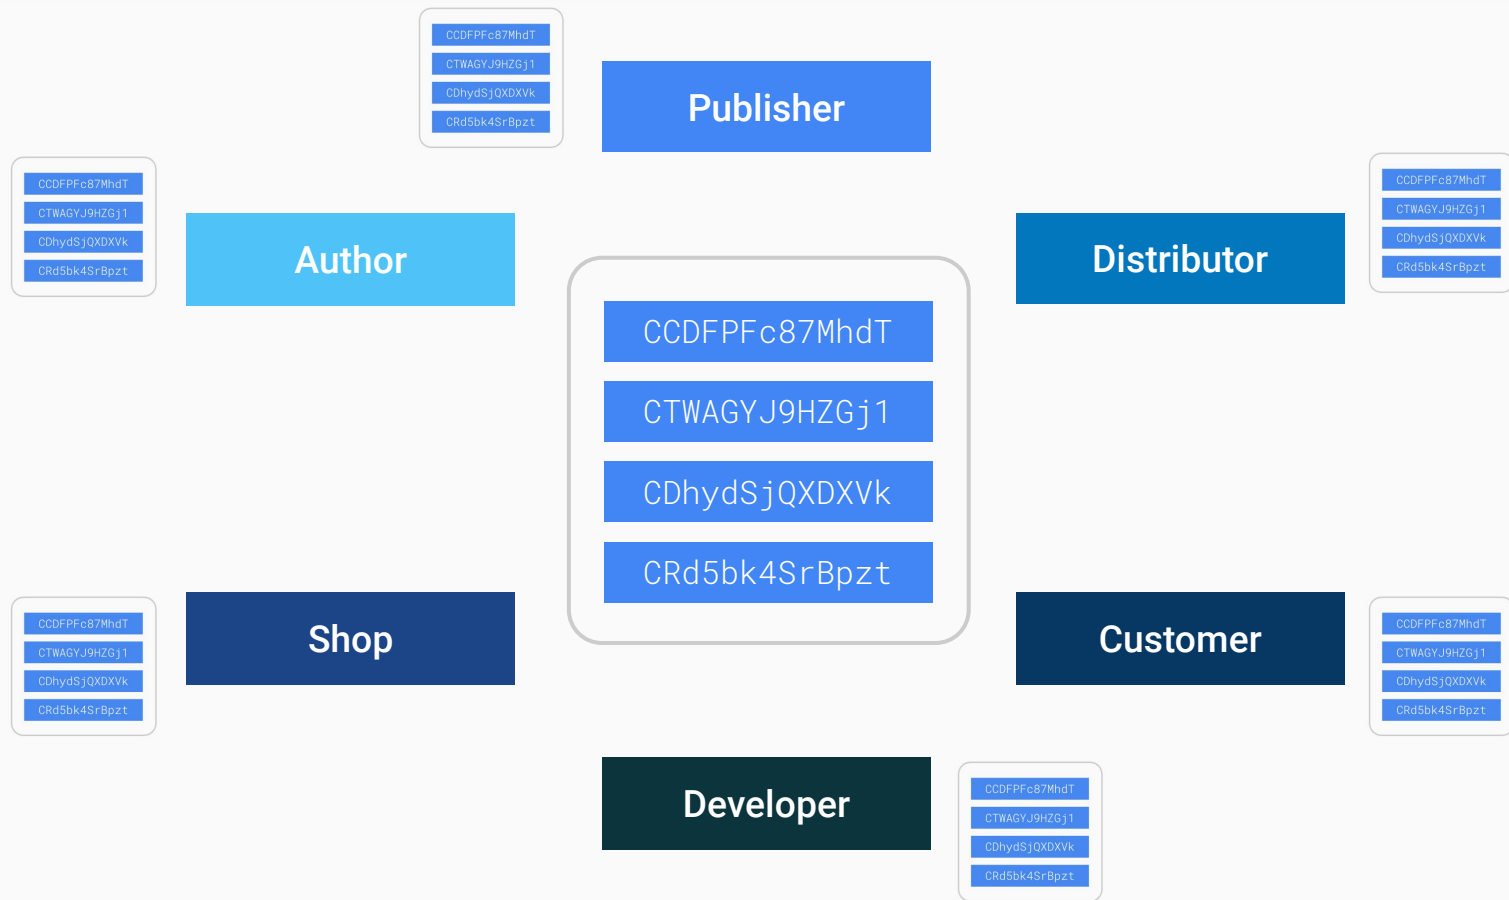 CCDFPFc87MhdT
CTWAGYJ9HZGj1
CDhydSjQXDXVk
CRd5bk4SrBpzt
Publisher
CCDFPFc87MhdT
CTWAGYJ9HZGj1
CDhydSjQXDXVk
CRd5bk4SrBpzt
Author
Distributor
CCDFPFc87MhdT
CTWAGYJ9HZGj1
CDhydSjQXDXVk
CRd5bk4SrBpzt
CCDFPFc87MhdT
CTWAGYJ9HZGj1
CDhydSjQXDXVk
CRd5bk4SrBpzt
CCDFPFc87MhdT
CTWAGYJ9HZGj1
CDhydSjQXDXVk
CRd5bk4SrBpzt
Shop
Customer
CCDFPFc87MhdT
CTWAGYJ9HZGj1
CDhydSjQXDXVk
CRd5bk4SrBpzt
Developer
CCDFPFc87MhdT
CTWAGYJ9HZGj1
CDhydSjQXDXVk
CRd5bk4SrBpzt